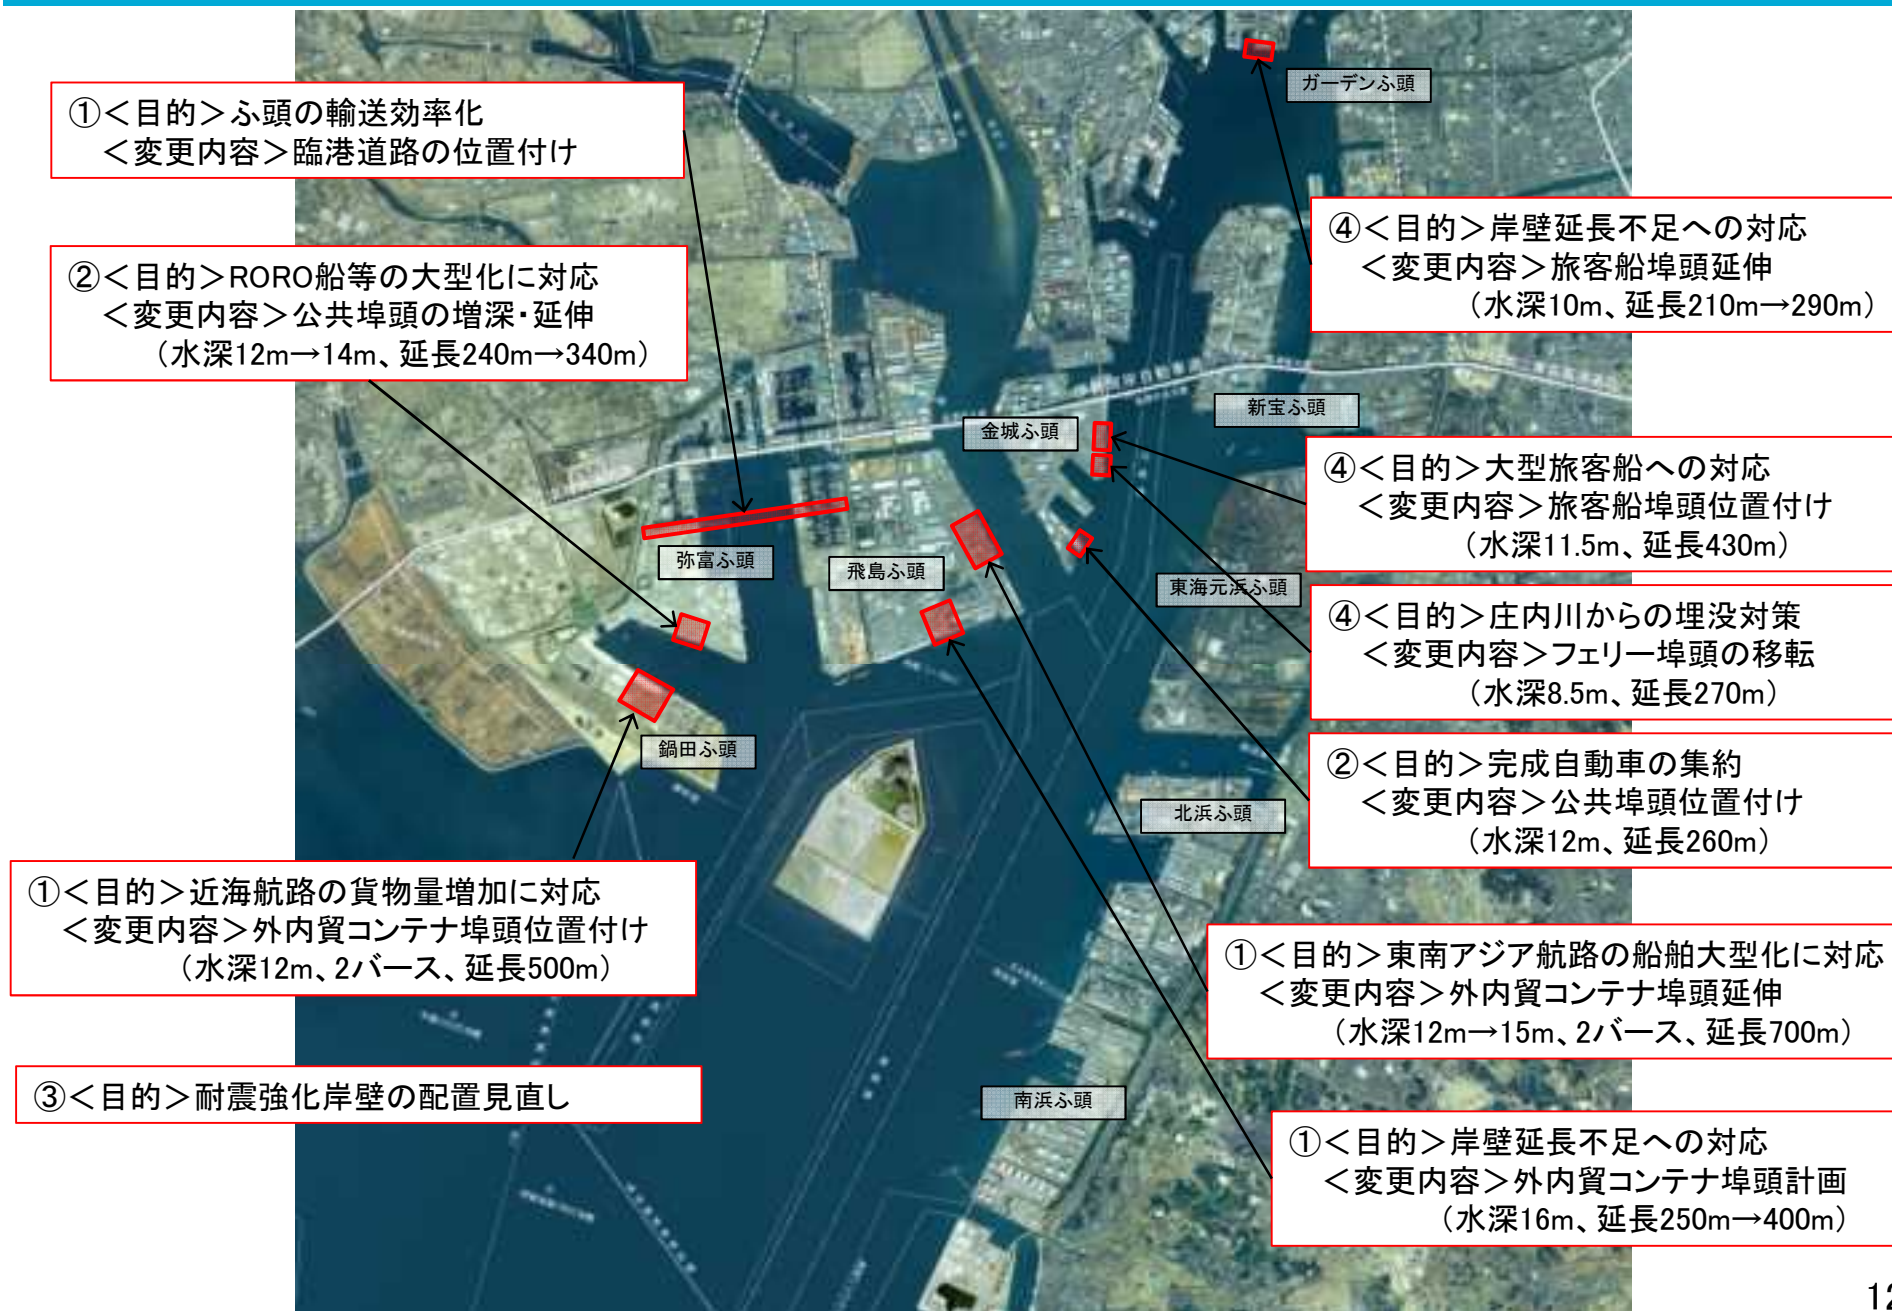 ①＜目的＞ふ頭の輸送効率化
＜変更内容＞臨港道路の位置付け
②＜目的＞RORO船等の大型化に対応
＜変更内容＞公共埠頭の増深・延伸
（水深12m→14m、延長240m→340m）
①＜目的＞近海航路の貨物量増加に対応
＜変更内容＞外内貿コンテナ埠頭位置付け
（水深12m、2バース、延長500m）
③＜目的＞耐震強化岸壁の配置見直し
ガーデンふ頭
新宝ふ頭
金城ふ頭
弥富ふ頭
飛島ふ頭
東海元浜ふ頭
鍋田ふ頭
北浜ふ頭
南浜ふ頭
④＜目的＞岸壁延長不足への対応
＜変更内容＞旅客船埠頭延伸
（水深10m、延長210m→290m）
④＜目的＞大型旅客船への対応
＜変更内容＞旅客船埠頭位置付け
（水深11.5m、延長430m）
④＜目的＞庄内川からの埋没対策
＜変更内容＞フェリー埠頭の移転
（水深8.5m、延長270m）
②＜目的＞完成自動車の集約
＜変更内容＞公共埠頭位置付け
（水深12m、延長260m）
①＜目的＞東南アジア航路の船舶大型化に対応
＜変更内容＞外内貿コンテナ埠頭延伸
（水深12m→15m、2バース、延長700m）
①＜目的＞岸壁延長不足への対応
＜変更内容＞外内貿コンテナ埠頭計画
（水深16m、延長250m→400m）
12